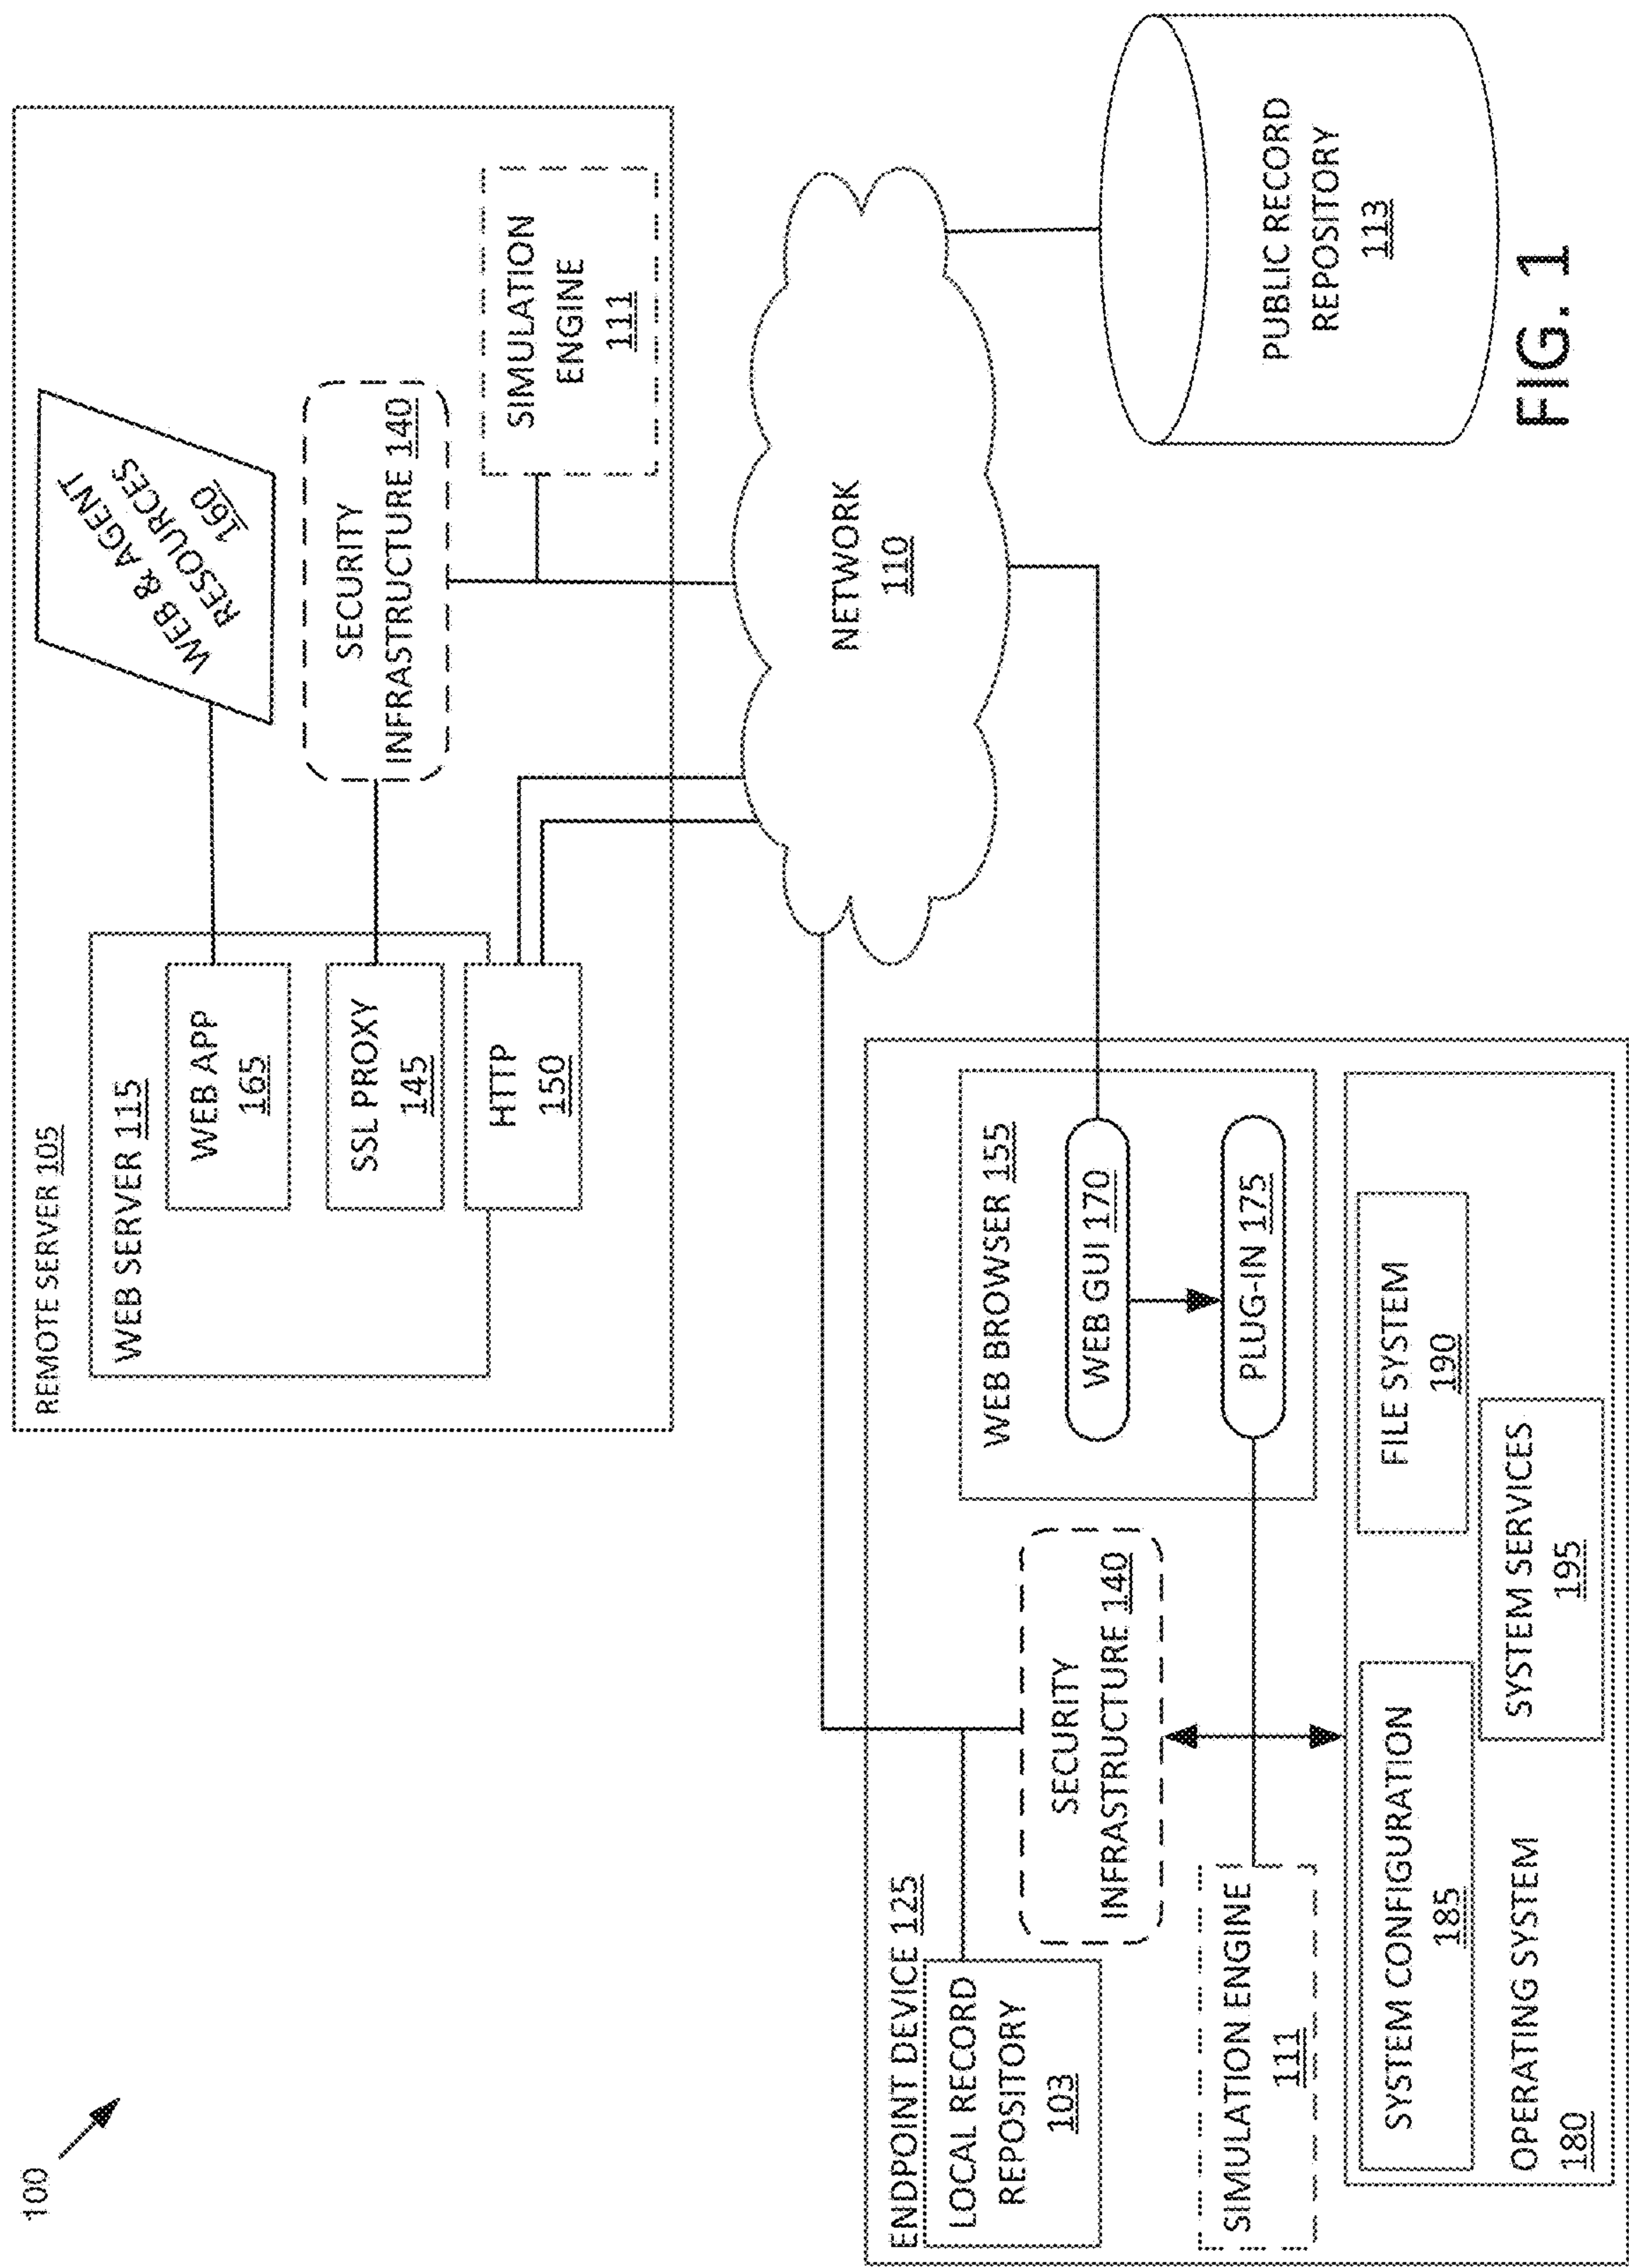 100
REMOTE SERVER 105
WEB SERVER 115
WEB APP
165
SSL PROXY
145
HTTP
150
WEB & AGENT
RESOURCES
160
SECURITY
INFRASTRUCTURE 140
SIMULATION
ENGINE
111
NETWORK
110
PUBLIC RECORD
REPOSITORY
113
ENDPOINT DEVICE 125
LOCAL RECORD
REPOSITORY
103
SECURITY
INFRASTRUCTURE 140
SIMULATION ENGINE
111
WEB BROWSER 155
WEB GUI 170
PLUG-IN 175
SYSTEM CONFIGURATION
185
FILE SYSTEM
190
SYSTEM SERVICES
195
OPERATING SYSTEM
180
FIG. 1